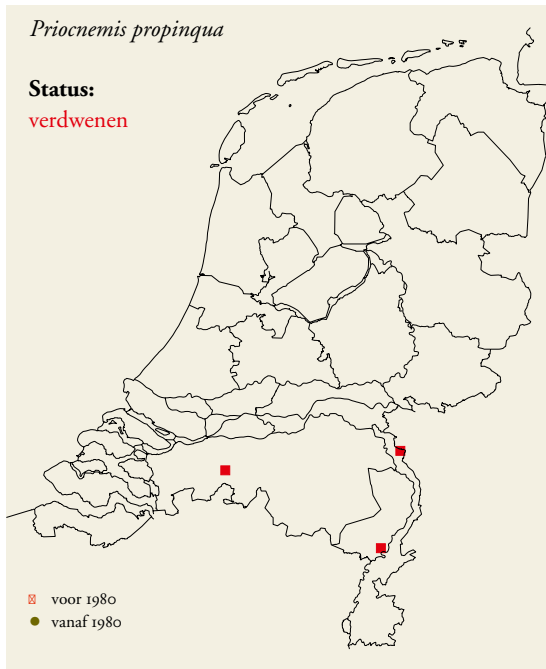 Priocnemis propinqua
Status:
verdwenen
voor 1980
vanaf 1980